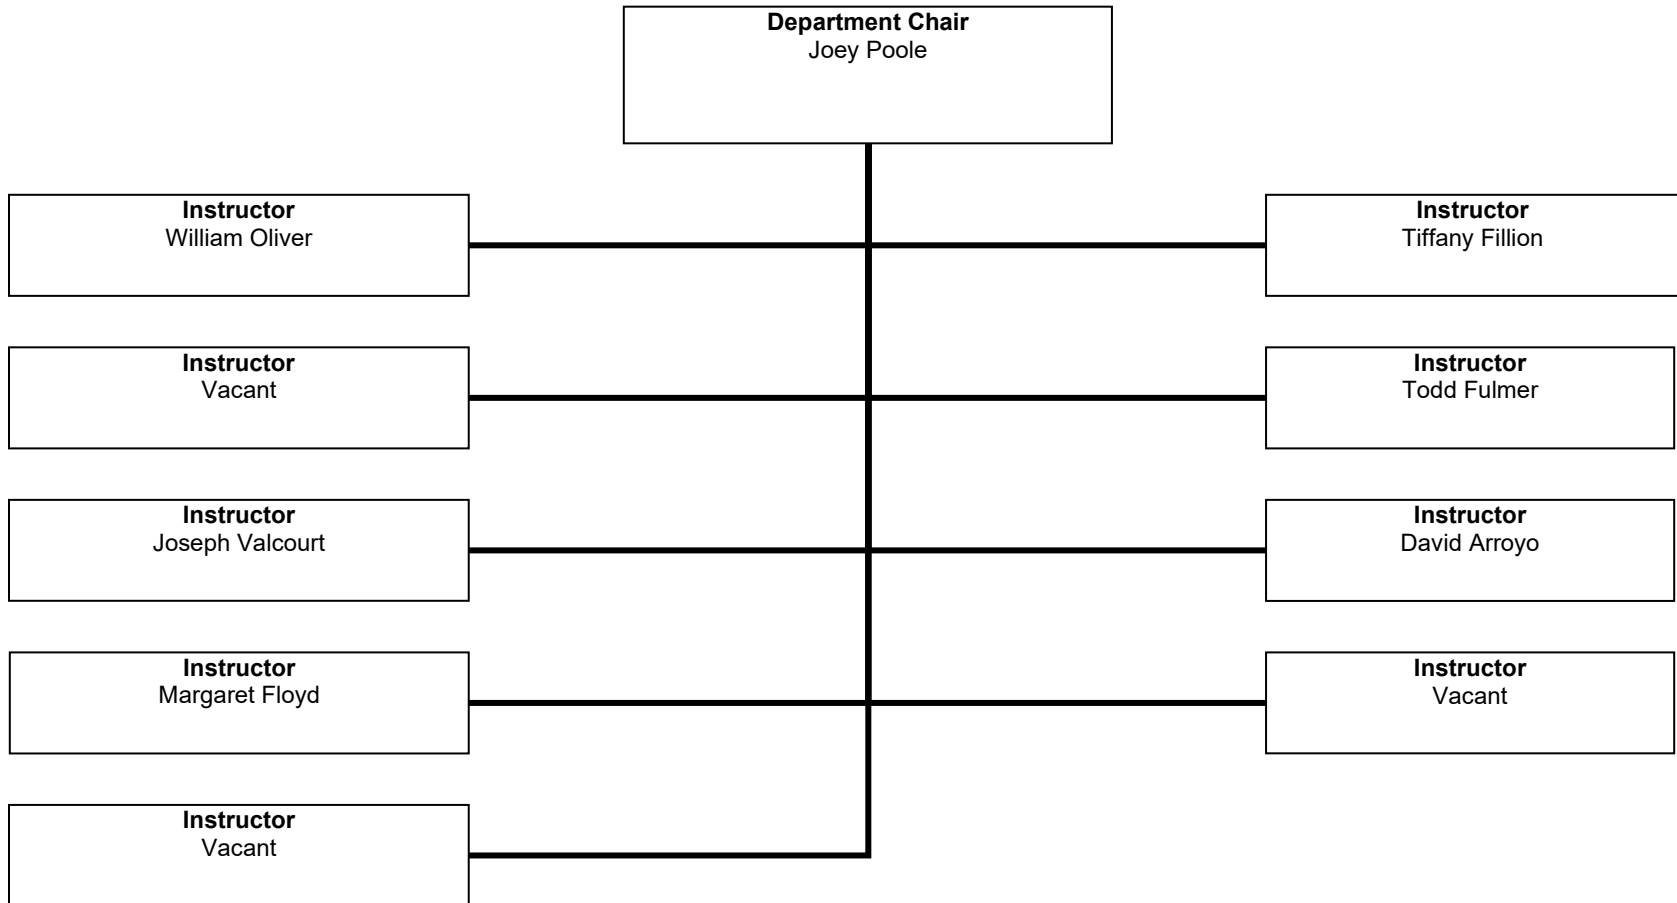 Department Chair
Joey Poole
Instructor
William Oliver
Instructor
Tiffany Fillion
Instructor
Vacant
Instructor
Todd Fulmer
Instructor
Joseph Valcourt
Instructor
David Arroyo
Instructor
Margaret Floyd
Instructor
Vacant
Instructor
Vacant